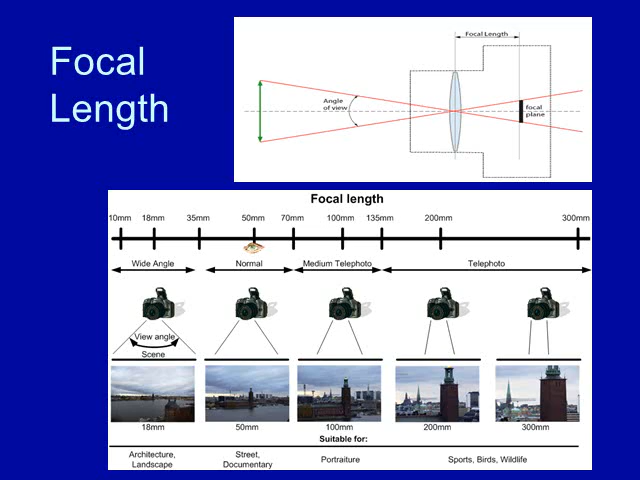 Focal
Length
Focal Length
Angle
of view
focal
plane
Focal length
10mm 18mm 35mm 50mm 70mm 100mm 135mm 200mm 300mm
Wide Angle Normal Medium Telephoto Telephoto
View angle
Scene
18mm 50mm 100mm 200mm 300mm
Suitable for:
Architecture, Street, Portraiture Sports, Birds, Wildlife
Landscape Documentary